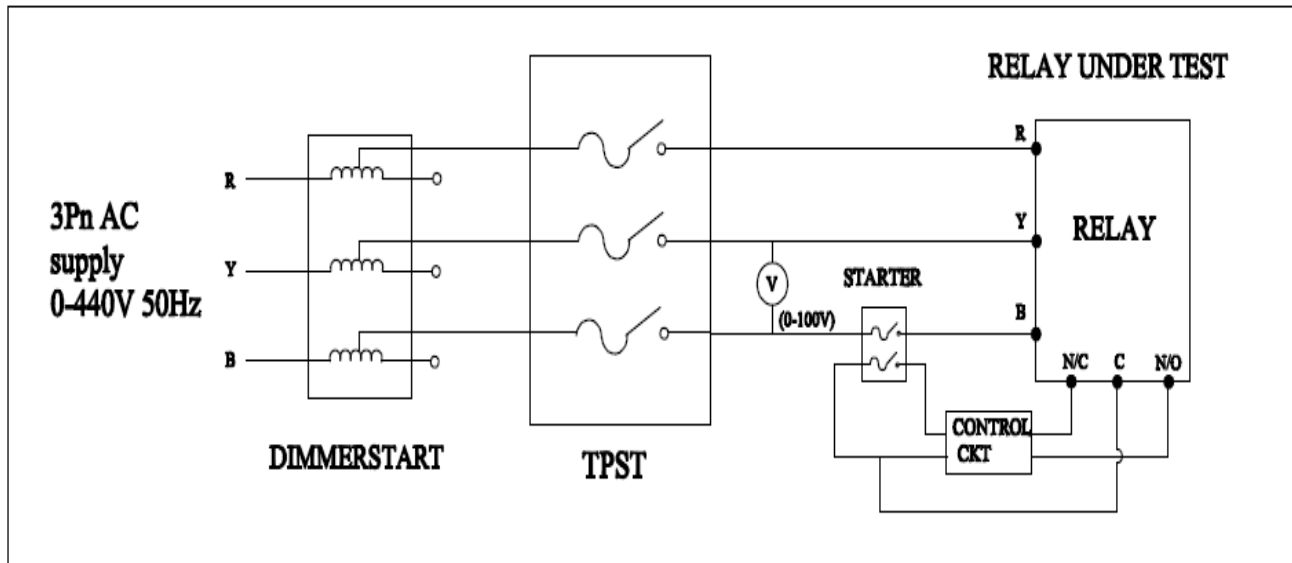 RELAY UNDER TEST
R
3Pn AC
supply
0-440V 50Hz
R
Y
B
Y
RELAY
V
STARTER
(0-100V)
B
N/C C N/O
CONTROL
CKT
DIMMERSTART
TPST